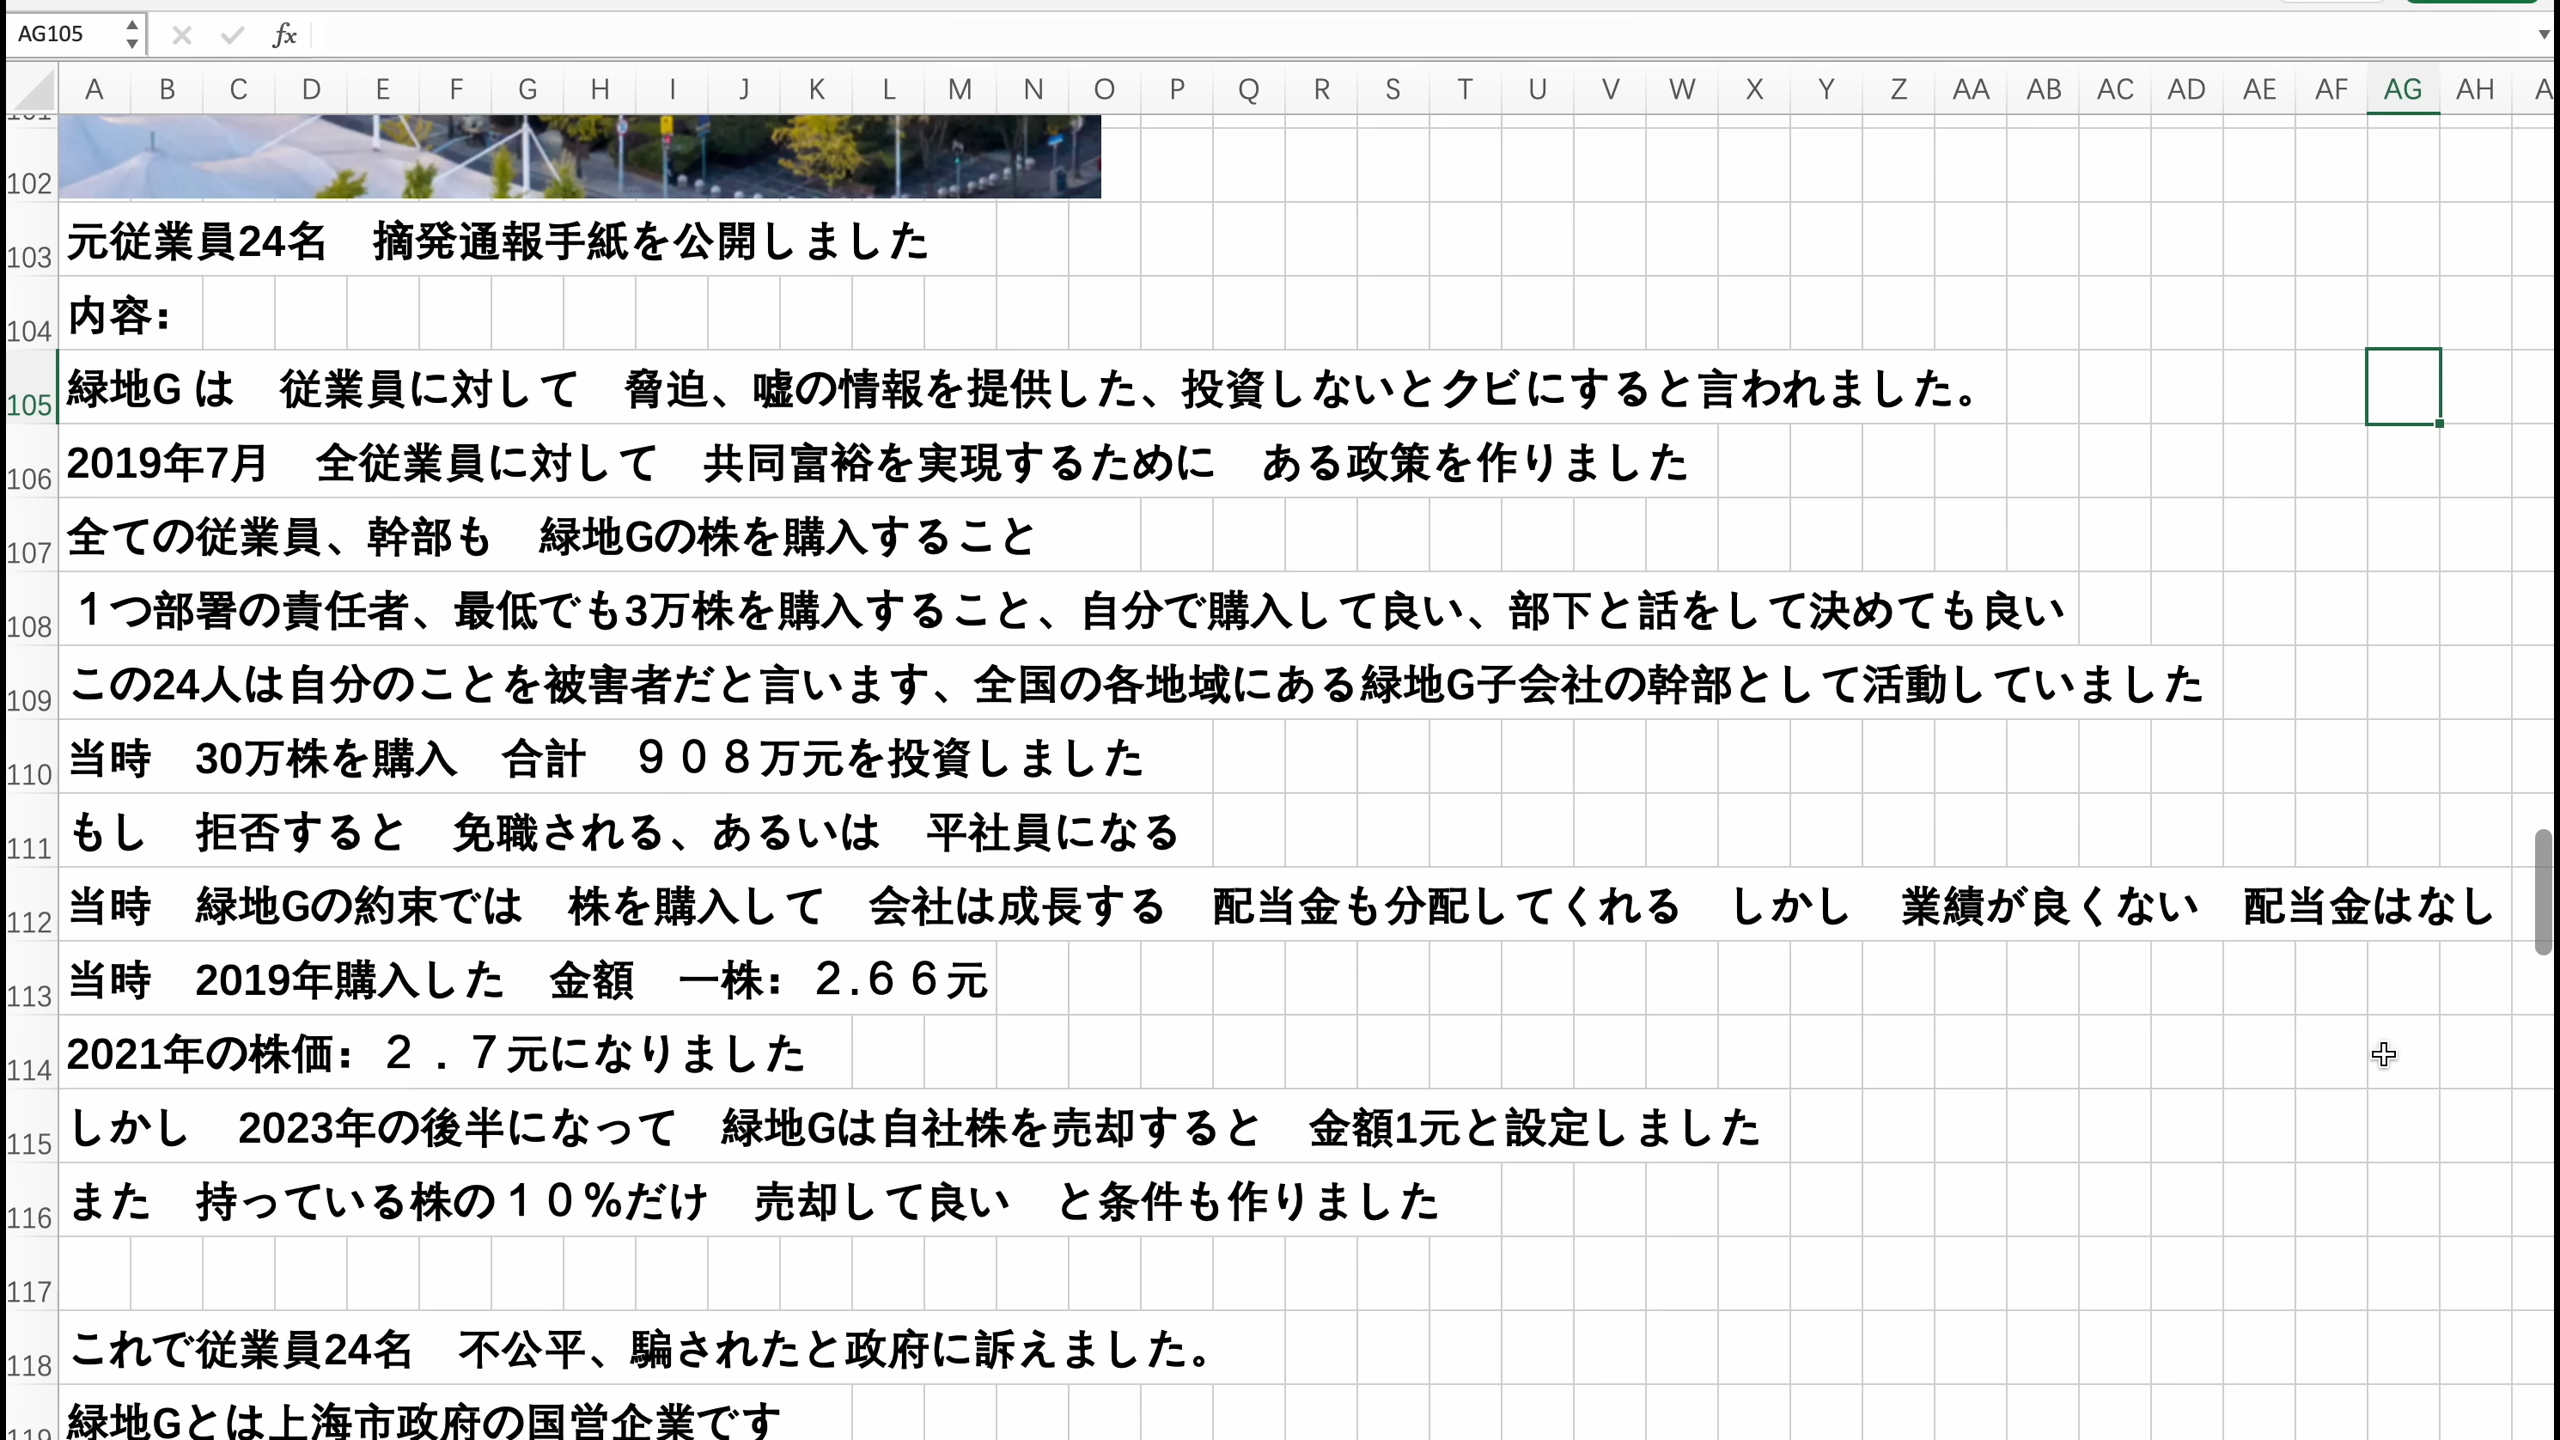 AG105
fx
A B C D E F G H I J K L M N O P Q R S T U V W X Y Z AA AB AC AD AE AF AG AH A
101
102
103 元従業員24名　摘発通報手紙を公開しました
104 内容：
105 緑地G は　従業員に対して　脅迫、嘘の情報を提供した、投資しないとクビにすると言われました。
106 2019年7月　全従業員に対して　共同富裕を実現するために　ある政策を作りました
107 全ての従業員、幹部も　緑地Gの株を購入すること
108 １つ部署の責任者、最低でも3万株を購入すること、自分で購入して良い、部下と話をして決めても良い
109 この24人は自分のことを被害者だと言います、全国の各地域にある緑地G子会社の幹部として活動していました
110 当時　30万株を購入　合計　９０８万元を投資しました
111 もし　拒否すると　免職される、あるいは　平社員になる
112 当時　緑地Gの約束では　株を購入して　会社は成長する　配当金も分配してくれる　しかし　業績が良くない　配当金はなし
113 当時　2019年購入した　金額　一株：２.６６元
114 2021年の株価：２．７元になりました
115 しかし　2023年の後半になって　緑地Gは自社株を売却すると　金額1元と設定しました
116 また　持っている株の１０％だけ　売却して良い　と条件も作りました
117
118 これで従業員24名　不公平、騙されたと政府に訴えました。
119 緑地Gとは上海市政府の国営企業です